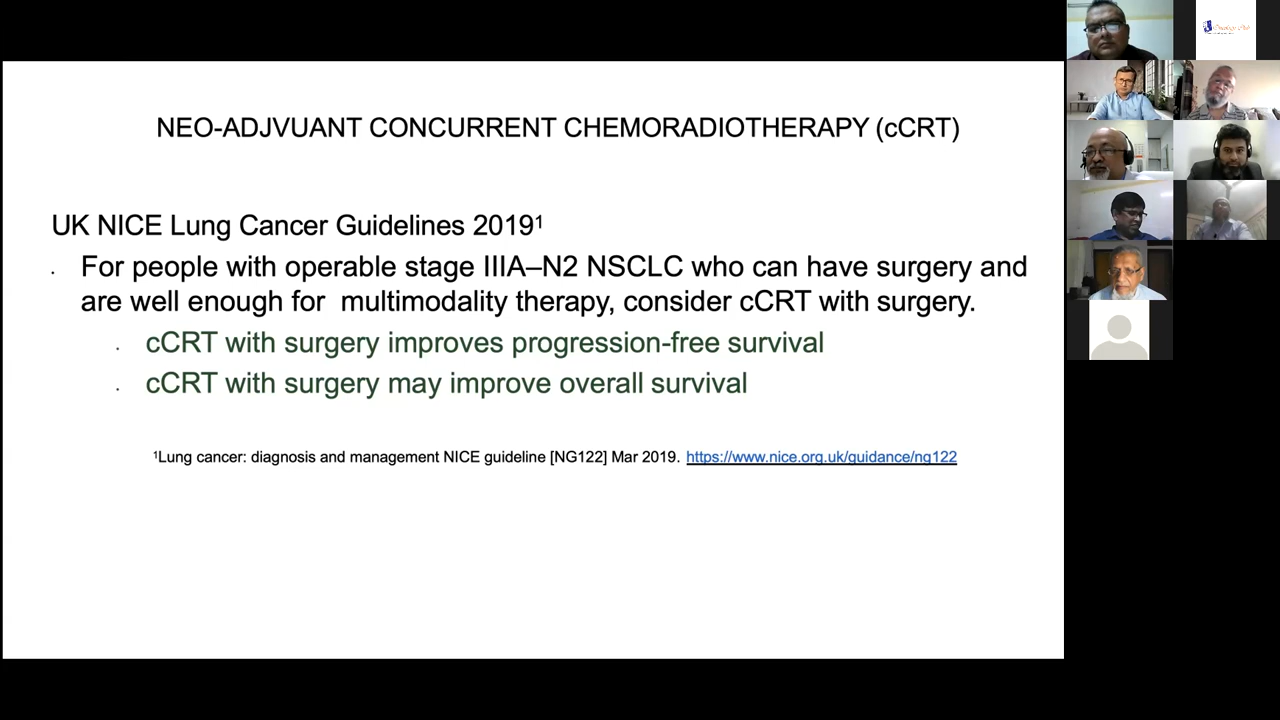 NEO-ADJVUANT CONCURRENT CHEMORADIOTHERAPY (cCRT)
UK NICE Lung Cancer Guidelines 2019¹
· For people with operable stage IIIA–N2 NSCLC who can have surgery and
are well enough for multimodality therapy, consider cCRT with surgery.
· cCRT with surgery improves progression-free survival
· cCRT with surgery may improve overall survival
¹Lung cancer: diagnosis and management NICE guideline [NG122] Mar 2019. https://www.nice.org.uk/guidance/ng122